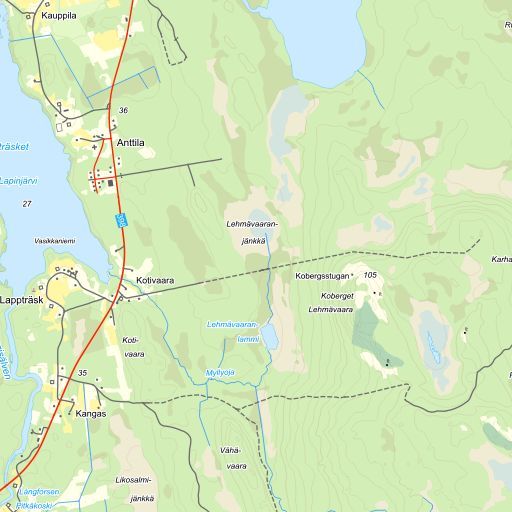 Kauppila
36
Anttila
träsket
Lapinjärvi
27
Vasikkaniemi
Lehmävaaran-
jänkkä
Kotivaara
Lappträsk
Kobergsstugan
105
Koberget
Lehmävaara
Karha
Koti-
vaara
Lehmävaaran-
lammi
Myllyoja
35
Kangas
Vähä-
vaara
Likosalmi-
jänkkä
Långforsen
Pitkäkoski